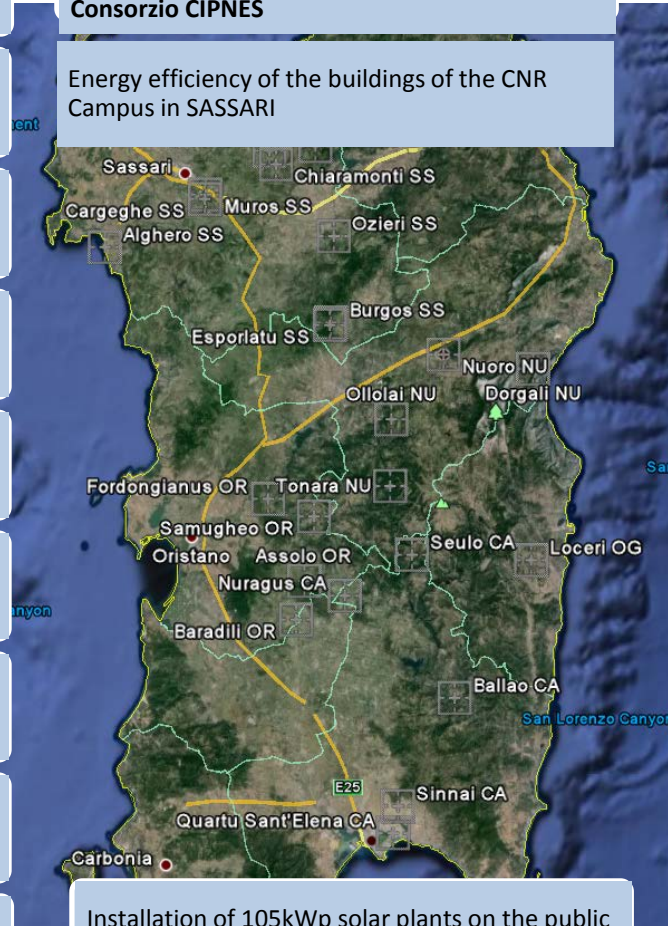 Consorzio CIPNES
Energy efficiency of the buildings of the CNR
Campus in SASSARI
Sassari
Chiaramonti SS
Cargeghe SS
Muros SS
Alghero SS
Ozieri SS
Burgos SS
Esporlatu SS
Nuoro NU
Ollolai NU
Dorgali NU
Fordongianus OR
Tonara NU
Samugheo OR
Oristano
Assolo OR
Seulo CA
Loceri OG
Nuragus CA
Baradili OR
Ballao CA
San Lorenzo Canyon
E25
Sinnai CA
Quartu Sant'Elena CA
Carbonia
Installation of 105kWp solar plants on the public